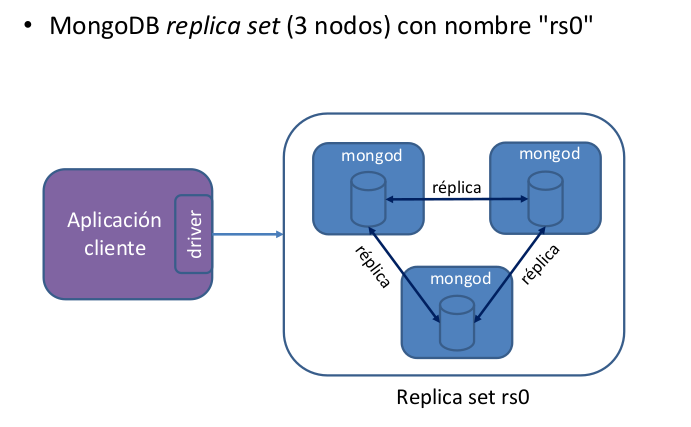 • MongoDB replica set (3 nodos) con nombre "rs0"
mongod
mongod
réplica
Aplicación
cliente
driver
réplica
réplica
mongod
Replica set rs0